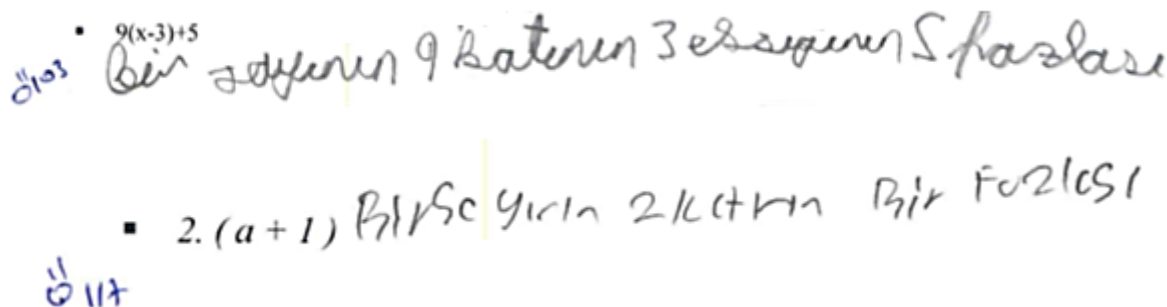 9(x-3)+5
Ö103 Bir sayının 9 katının 3 eksiğinin 5 fazlası
2. (a + 1) Bir Sayının 2 katının Bir Fazlası
Ö 117